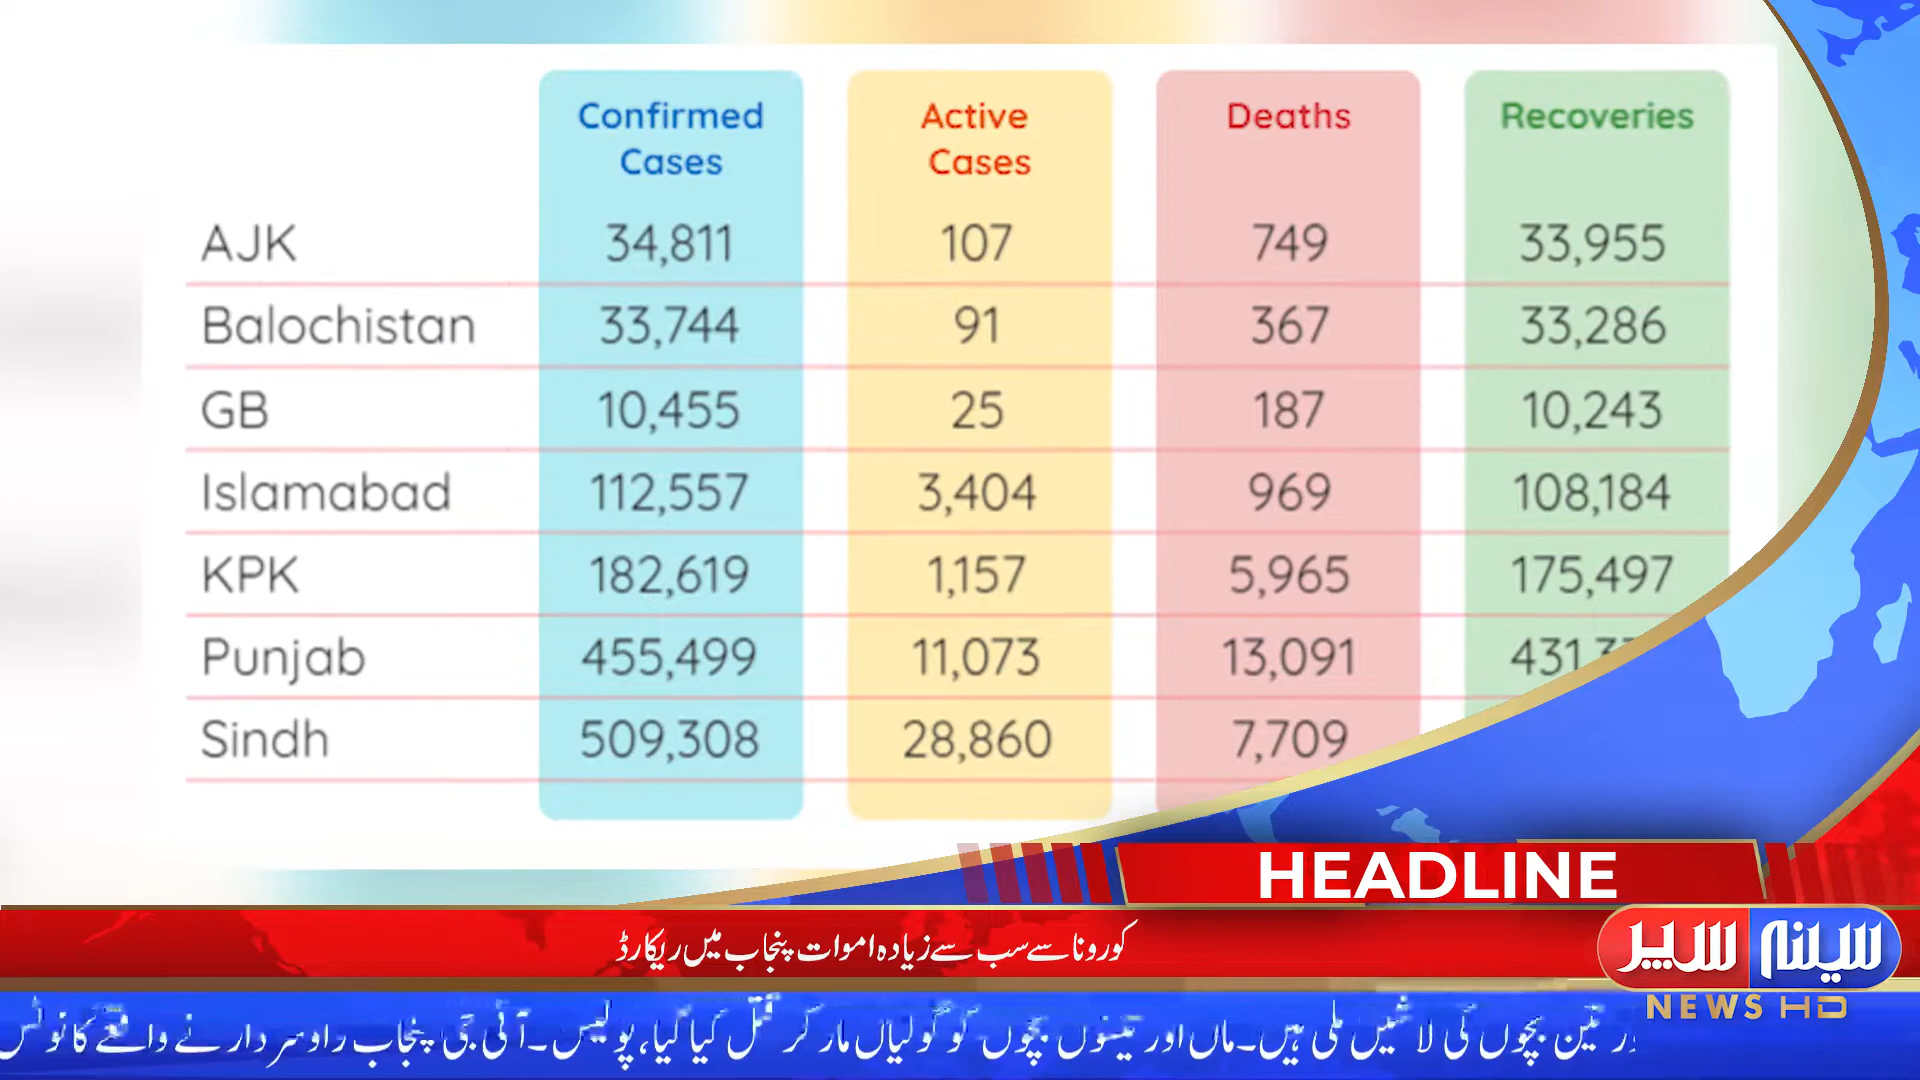 Confirmed Cases Active Cases Deaths Recoveries
AJK 34,811 107 749 33,955
Balochistan 33,744 91 367 33,286
GB 10,455 25 187 10,243
Islamabad 112,557 3,404 969 108,184
KPK 182,619 1,157 5,965 175,497
Punjab 455,499 11,073 13,091
Sindh 509,308 28,860 7,709
HEADLINE
کورونا سے سب سے زیادہ اموات پنجاب میں ریکارڈ
NEWS HD
تین بچوں کی لاشیں ملی ہیں۔ ماں اور تینوں بچوں کو گولیاں مار کر قتل کیا گیا، پولیس۔ آئی جی پنجاب راو سردار نے واقعے کا نوٹس